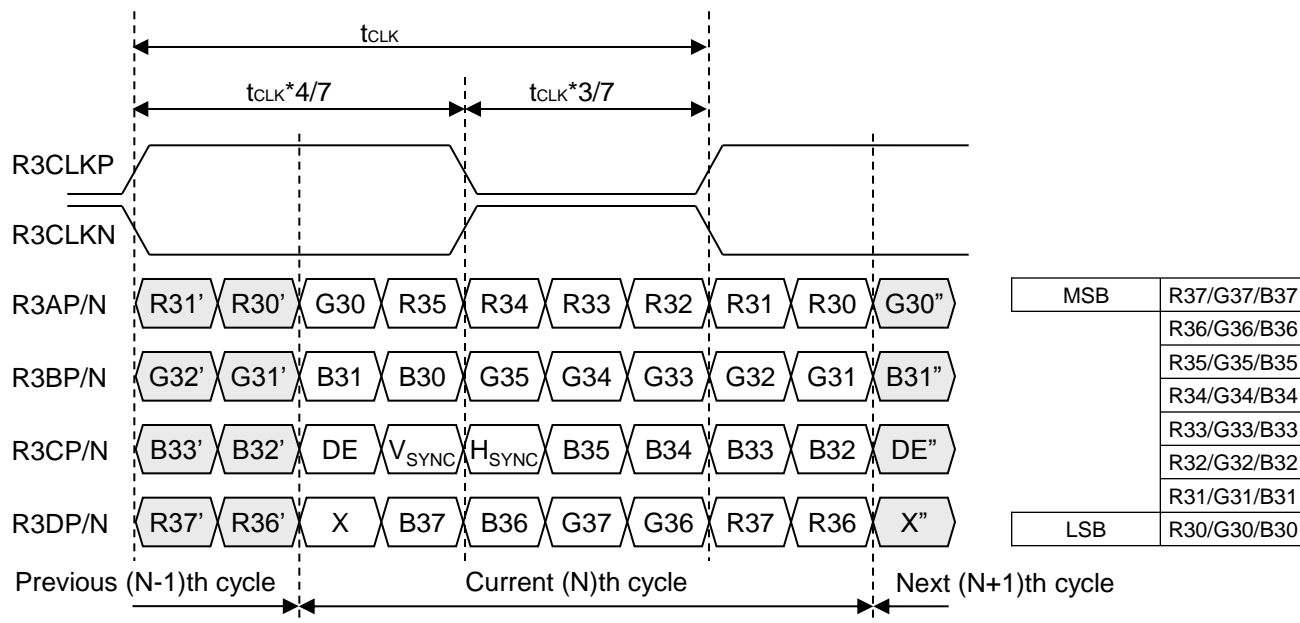 tCLK
tCLK*4/7 tCLK*3/7
R3CLKP
R3CLKN
R3AP/N R31’ R30’ G30 R35 R34 R33 R32 R31 R30 G30”
R3BP/N G32’ G31’ B31 B30 G35 G34 G33 G32 G31 B31”
R3CP/N B33’ B32’ DE VSYNC HSYNC B35 B34 B33 B32 DE”
R3DP/N R37’ R36’ X B37 B36 G37 G36 R37 R36 X”
Previous (N-1)th cycle Current (N)th cycle Next (N+1)th cycle
MSB R37/G37/B37
R36/G36/B36
R35/G35/B35
R34/G34/B34
R33/G33/B33
R32/G32/B32
R31/G31/B31
LSB R30/G30/B30